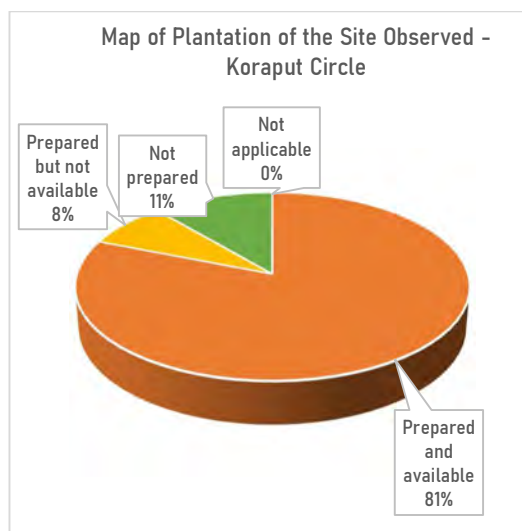 Map of Plantation of the Site Observed -
Koraput Circle
Not
applicable
0%
Prepared
but not
available
8%
Not
prepared
11%
Prepared
and
available
81%